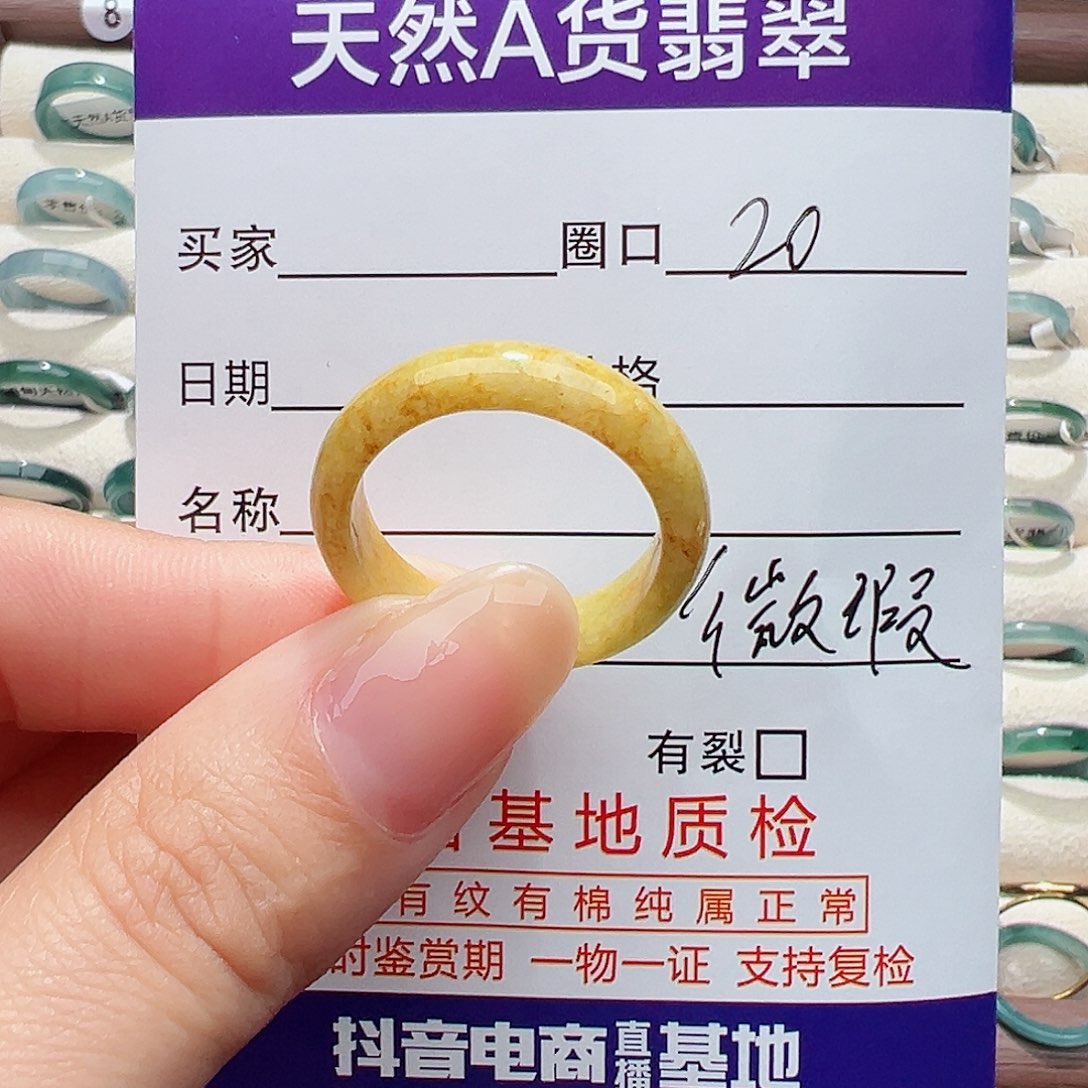 天然A货翡翠
买家 圈口 20
日期 格
名称
微瑕
有裂□
基地质检
有纹有棉纯属正常
时鉴赏期 一物一证 支持复检
抖音电商直播基地